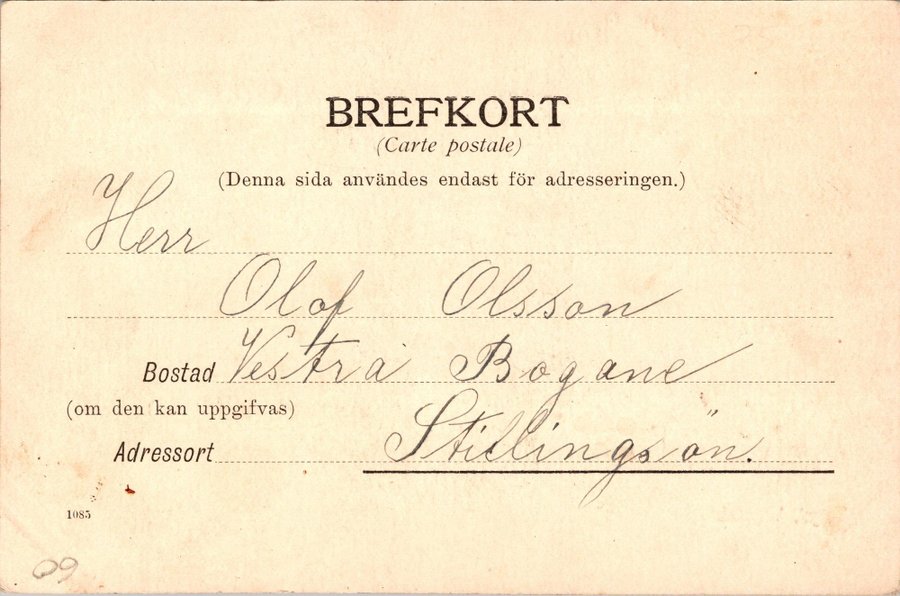 BREFKORT
(Carte postale)
(Denna sida användes endast för adresseringen.)
Herr
Olof Olsson
Bostad Vestra Bogane
(om den kan uppgifvas)
Adressort Stillingsön.
1085
09